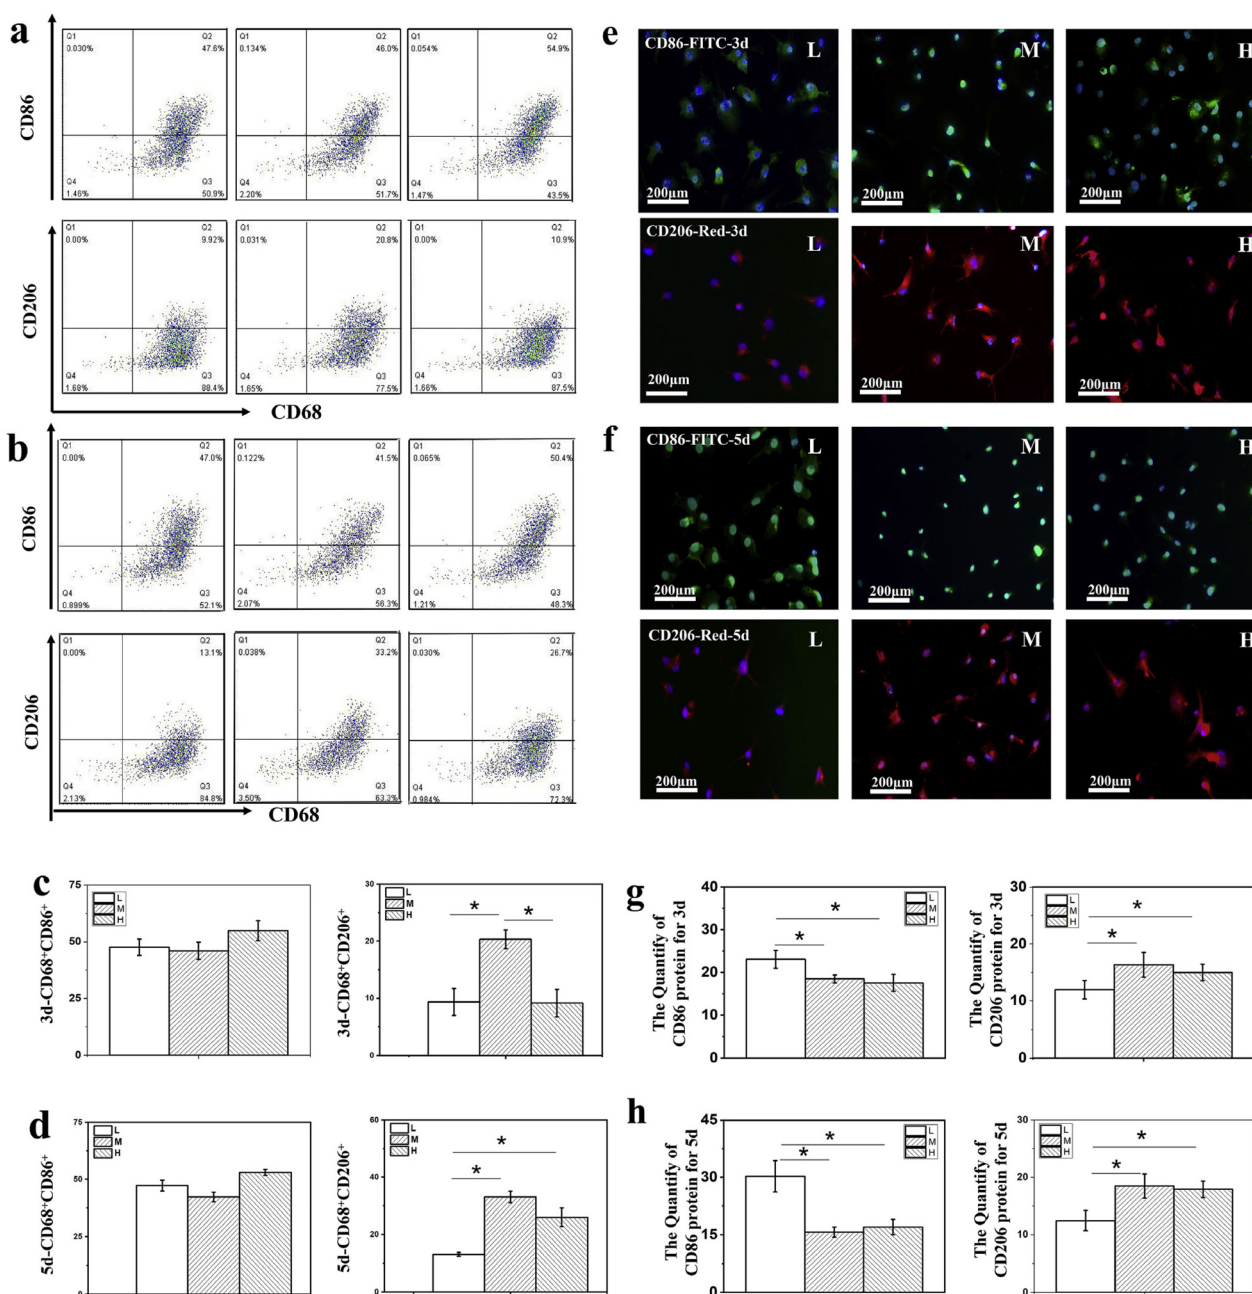 a
CD86
Q1
0.030%
Q2
47.6%
Q4
1.46%
Q3
50.9%
Q1
0.134%
Q2
46.0%
Q4
2.20%
Q3
51.7%
Q1
0.054%
Q2
54.9%
Q4
1.47%
Q3
43.5%
CD206
Q1
0.00%
Q2
9.92%
Q4
1.68%
Q3
88.4%
Q1
0.031%
Q2
20.8%
Q4
1.65%
Q3
77.5%
Q1
0.00%
Q2
10.9%
Q4
1.66%
Q3
87.5%
CD68
b
CD86
Q1
0.00%
Q2
47.0%
Q4
0.899%
Q3
52.1%
Q1
0.122%
Q2
41.5%
Q4
2.07%
Q3
56.3%
Q1
0.065%
Q2
50.4%
Q4
1.21%
Q3
48.3%
CD206
Q1
0.00%
Q2
13.1%
Q4
2.13%
Q3
84.8%
Q1
0.038%
Q2
33.2%
Q4
3.50%
Q3
63.3%
Q1
0.030%
Q2
26.7%
Q4
0.984%
Q3
72.3%
CD68
e
CD86-FITC-3d
L
200µm
M
200µm
H
200µm
CD206-Red-3d
L
200µm
M
200µm
H
200µm
f
CD86-FITC-5d
L
200µm
M
200µm
H
200µm
CD206-Red-5d
L
200µm
M
200µm
H
200µm
c
3d-CD68⁺CD86⁺
75
50
25
0
L
M
H
3d-CD68⁺CD206⁺
30
20
10
0
L
M
H
*
*
d
5d-CD68⁺CD86⁺
75
50
25
0
L
M
H
5d-CD68⁺CD206⁺
60
40
20
0
L
M
H
*
*
g
The Quantify of
CD86 protein for 3d
40
30
20
10
0
L
M
H
*
*
The Quantify of
CD206 protein for 3d
30
20
10
0
L
M
H
*
*
h
The Quantify of
CD86 protein for 5d
45
30
15
0
L
M
H
*
*
The Quantify of
CD206 protein for 5d
30
20
10
0
L
M
H
*
*